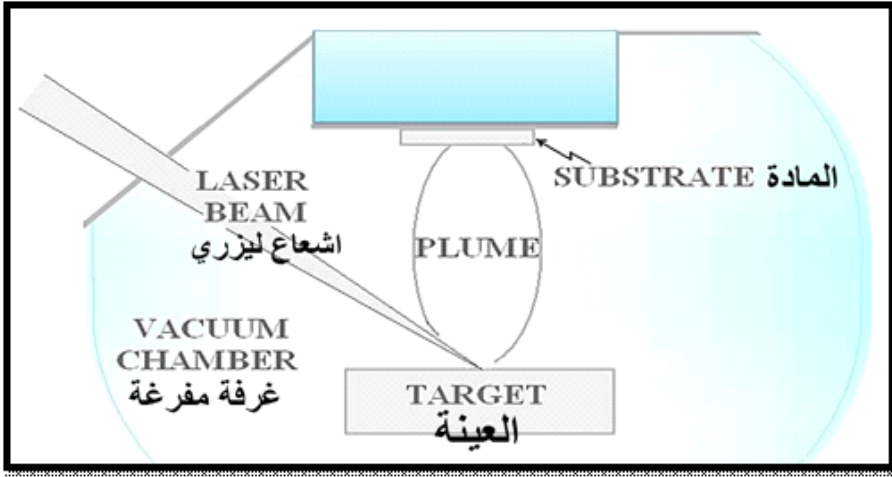 LASER
BEAM
اشعاع ليزري
SUBSTRATE المادة
PLUME
VACUUM
CHAMBER
غرفة مفرغة
TARGET
العينة